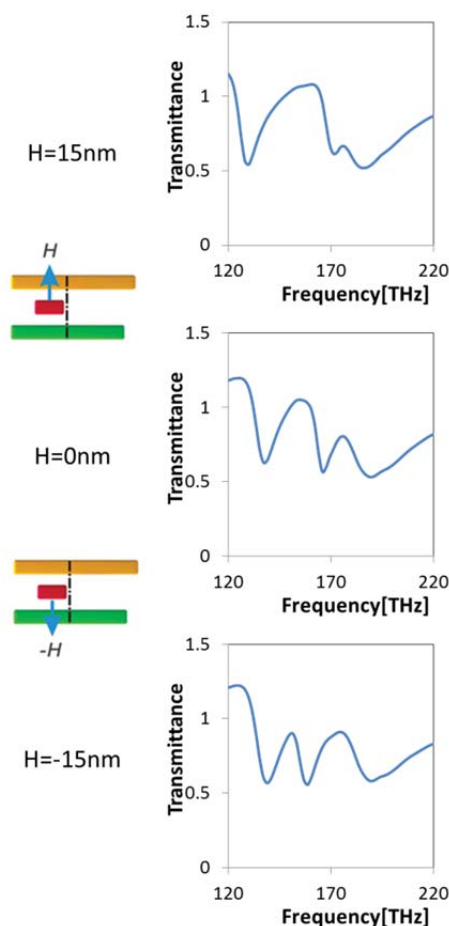 1.5
1
0.5
0
Transmittance
120 170 220
Frequency[THz]
H=15nm
H
1.5
1
0.5
0
Transmittance
120 170 220
Frequency[THz]
H=0nm
-H
1.5
1
0.5
0
Transmittance
120 170 220
Frequency[THz]
H=-15nm